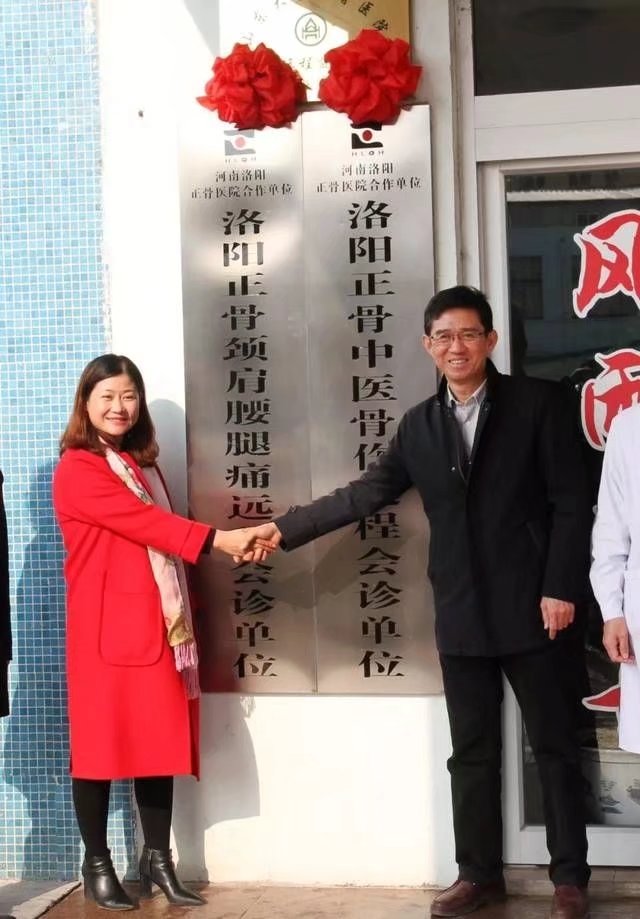 河南洛阳
正骨医院合作单位
洛阳正骨颈肩腰腿痛远 会诊单位
河南洛阳
正骨医院合作单位
洛阳正骨中医骨伤 程会诊单位
风